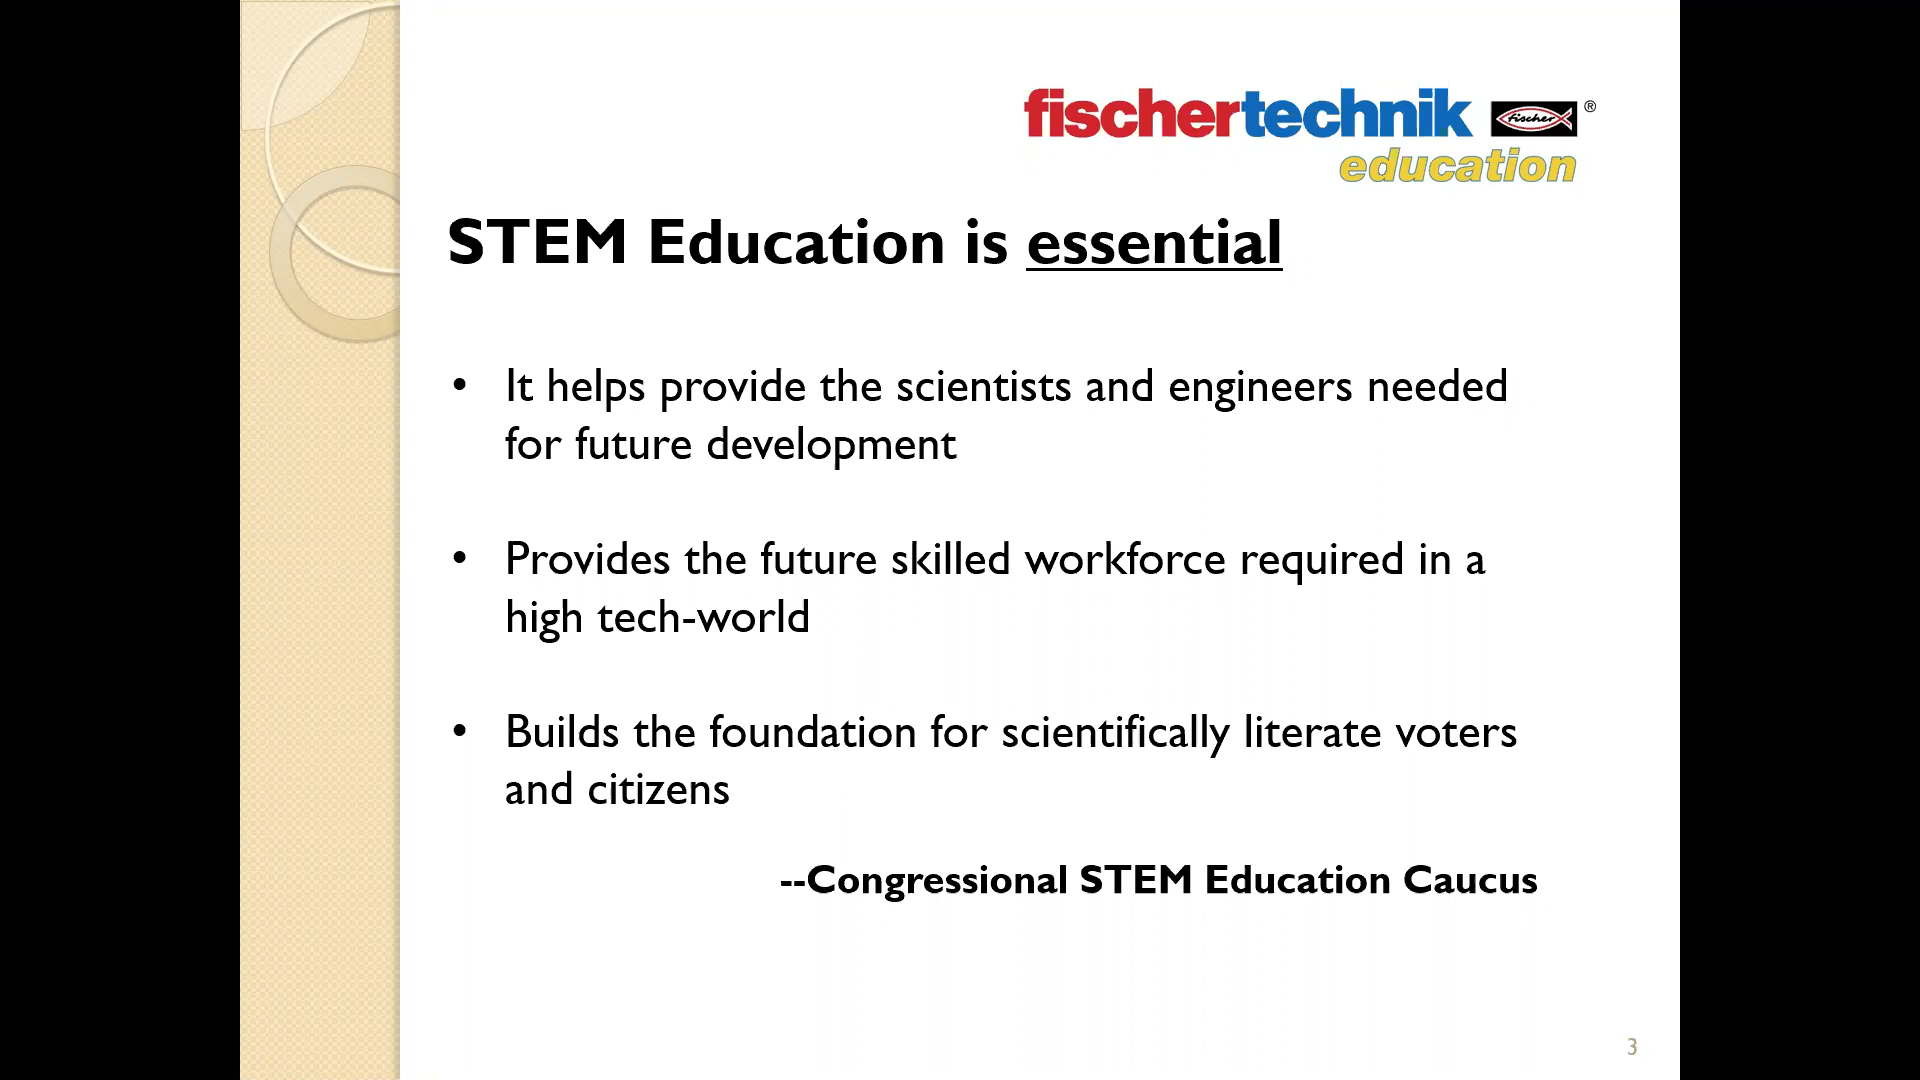 fischertechnik fischer ®
education
STEM Education is essential
• It helps provide the scientists and engineers needed
for future development
• Provides the future skilled workforce required in a
high tech-world
• Builds the foundation for scientifically literate voters
and citizens
--Congressional STEM Education Caucus
3